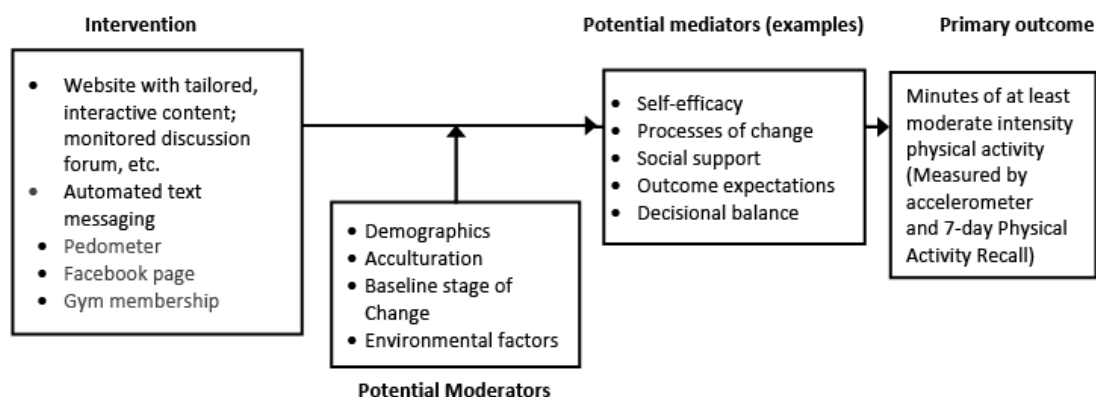 Intervention
• Website with tailored,
interactive content;
monitored discussion
forum, etc.
• Automated text
messaging
• Pedometer
• Facebook page
• Gym membership
• Demographics
• Acculturation
• Baseline stage of
Change
• Environmental factors
Potential Moderators
Potential mediators (examples)
• Self-efficacy
• Processes of change
• Social support
• Outcome expectations
• Decisional balance
Primary outcome
Minutes of at least
moderate intensity
physical activity
(Measured by
accelerometer
and 7-day Physical
Activity Recall)